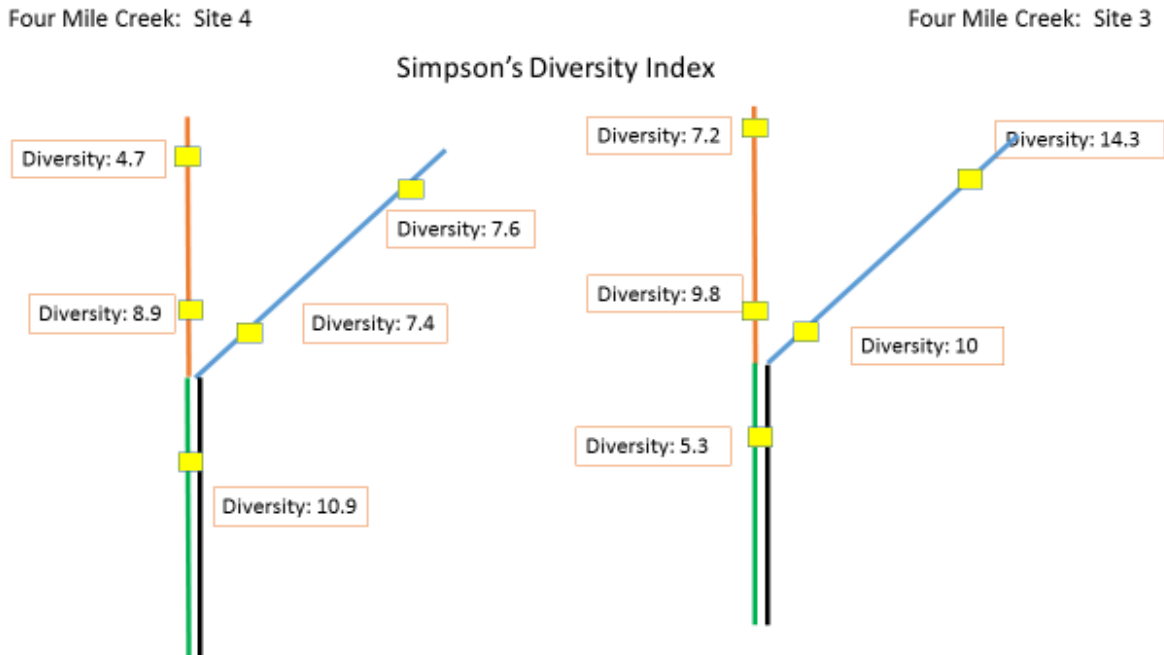 Four Mile Creek: Site 4
Four Mile Creek: Site 3
Simpson's Diversity Index
Diversity: 4.7
Diversity: 7.6
Diversity: 8.9
Diversity: 7.4
Diversity: 10.9
Diversity: 7.2
Diversity: 14.3
Diversity: 9.8
Diversity: 10
Diversity: 5.3